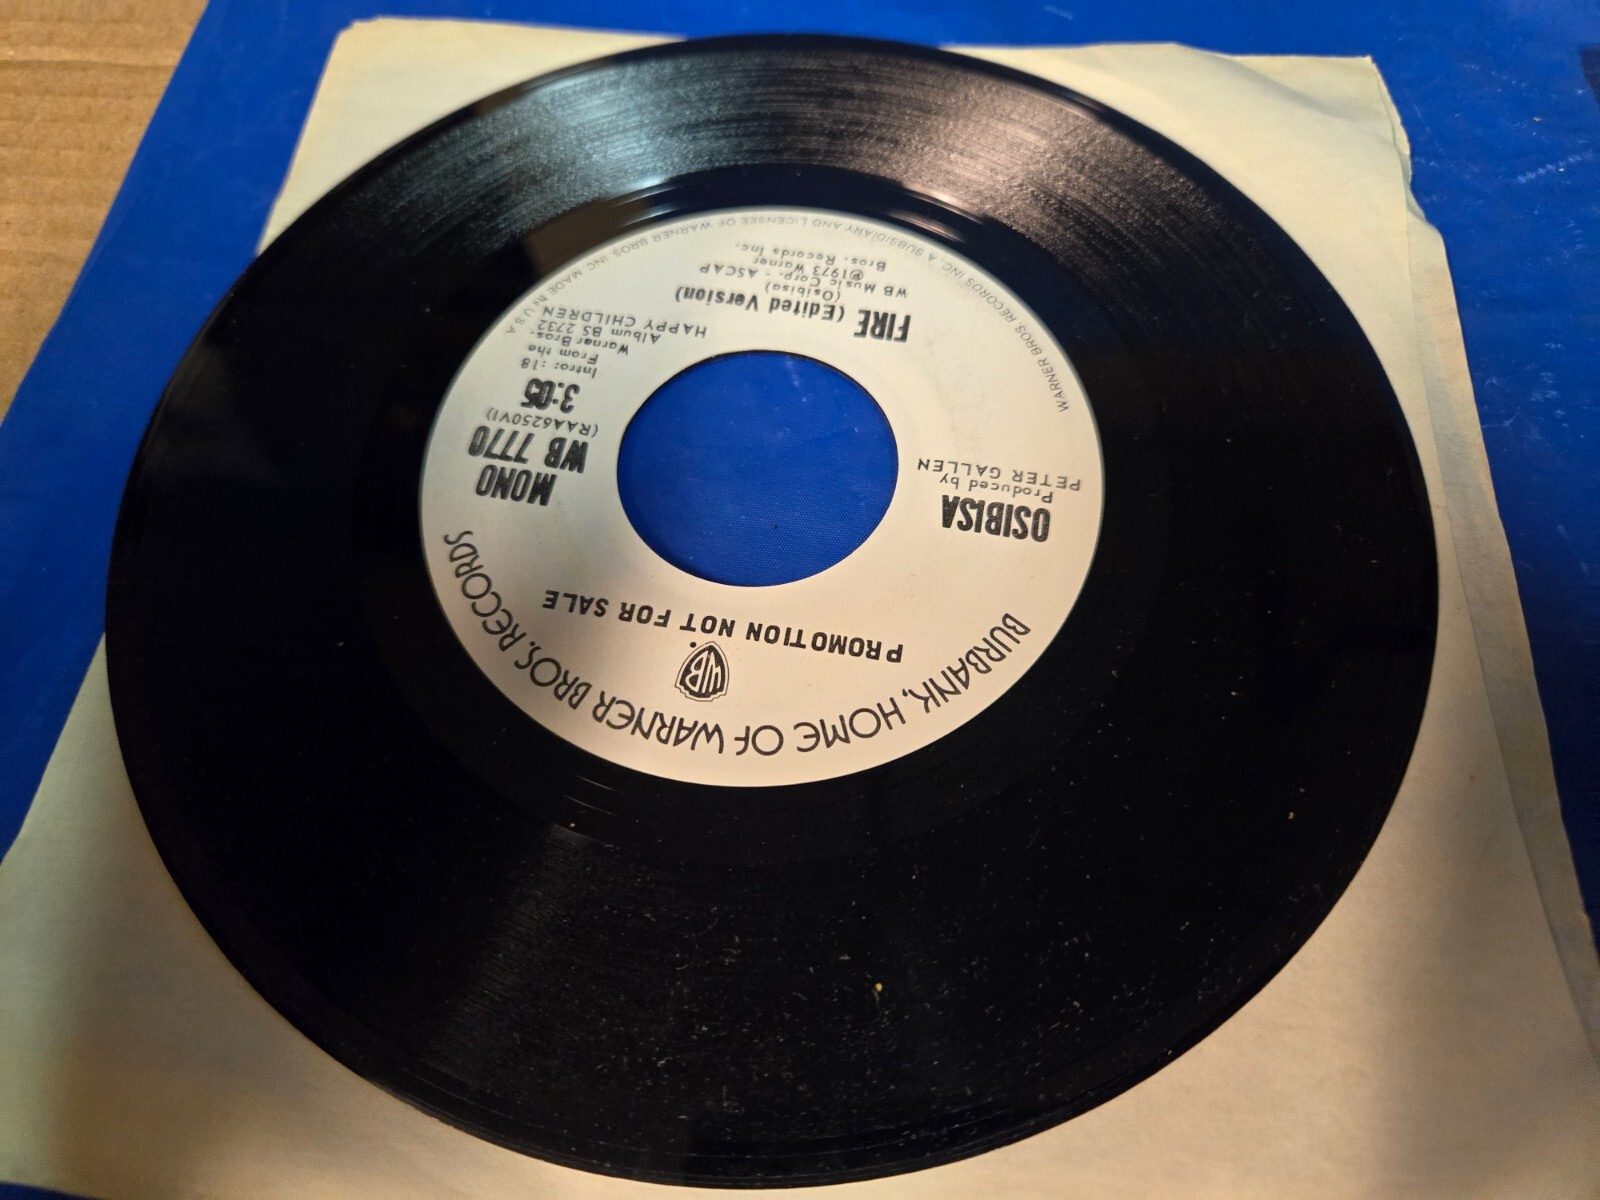 BURBANK, HOME OF WARNER BROS. RECORDS
WB
PROMOTION NOT FOR SALE
OSIBISA
Produced by
PETER GALLEN
MONO
WB 7770
(RAA6250V1)
3:05
Intro: :18
From the
Warner Bros.
Album BS 2732
HAPPY CHILDREN
FIRE (Edited Version)
(Osibisa)
WB Music Corp. - ASCAP
℗1973 Warner
Bros. Records Inc.
WARNER BROS. RECORDS INC., A SUBSIDIARY AND LICENSEE OF WARNER BROS. INC. MADE IN U.S.A.